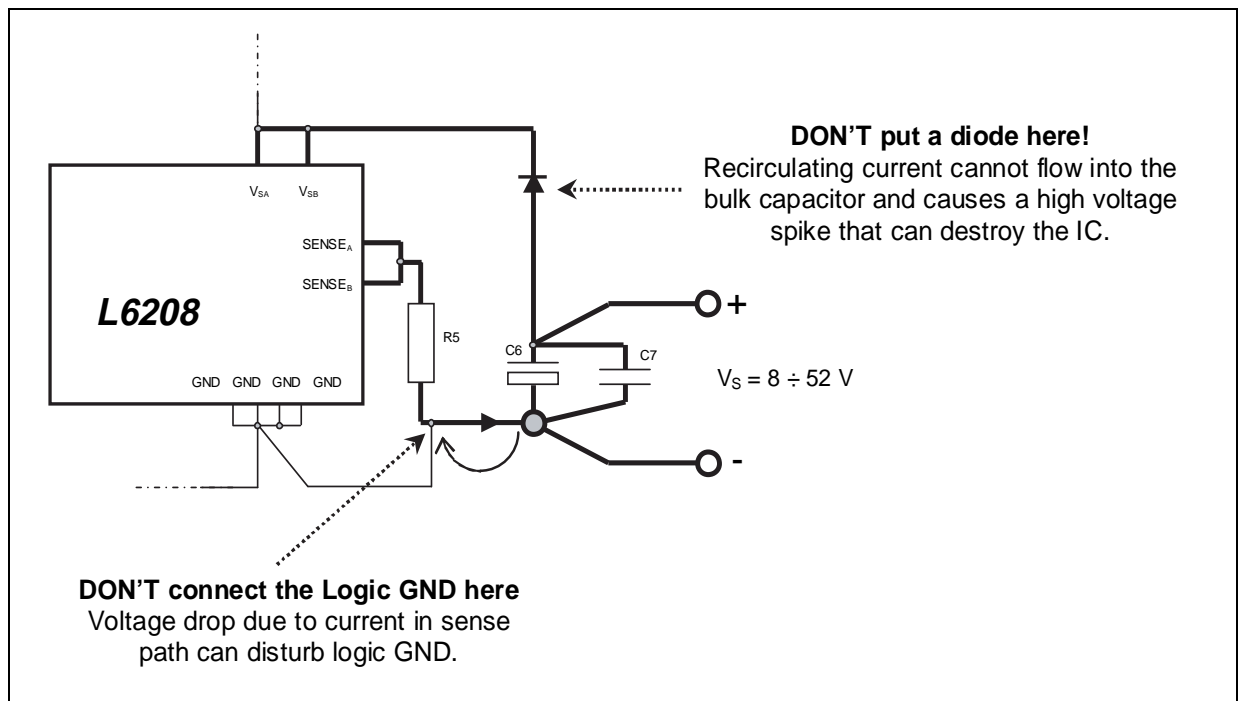 DON'T put a diode here!
Recirculating current cannot flow into the
bulk capacitor and causes a high voltage
spike that can destroy the IC.
VSA VSB
SENSEA
SENSEB
L6208
R5
C6
C7
+
VS = 8 ÷ 52 V
-
GND GND GND GND
DON'T connect the Logic GND here
Voltage drop due to current in sense
path can disturb logic GND.